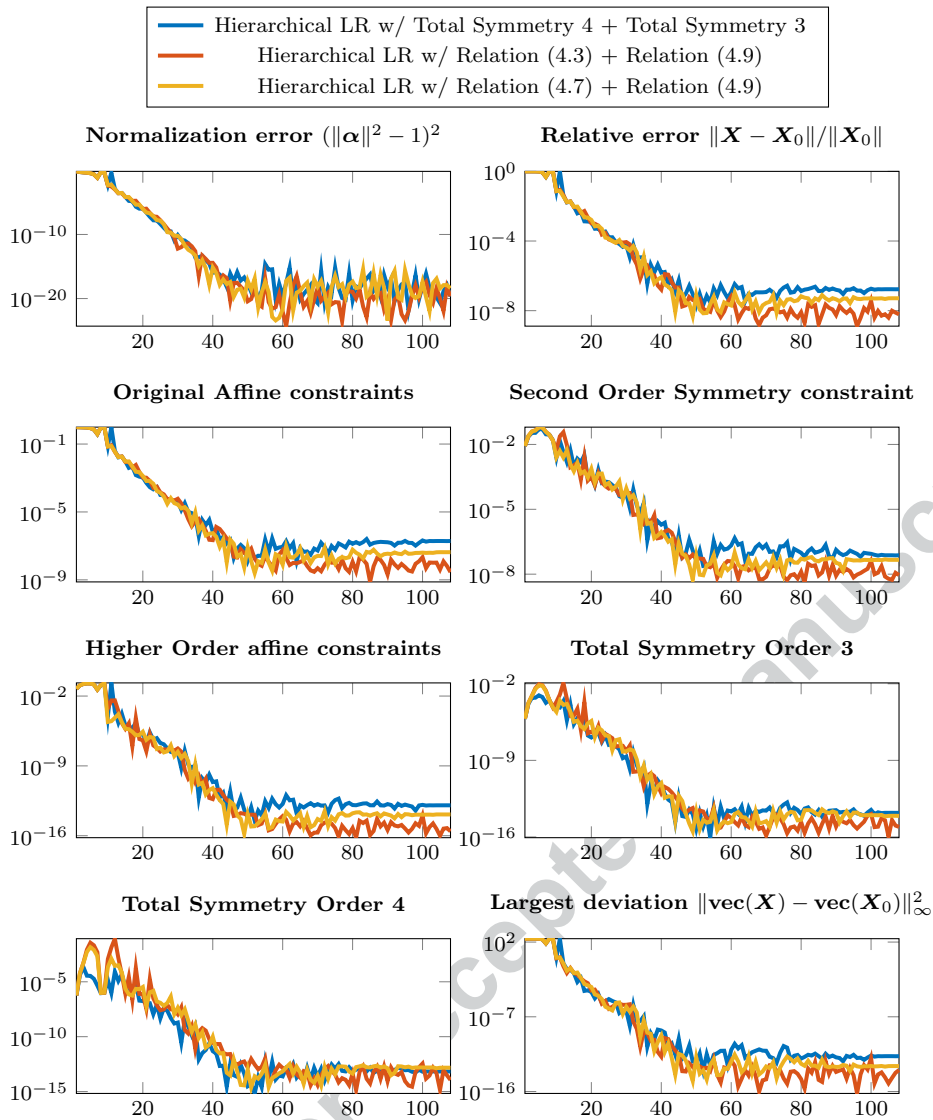 Hierarchical LR w/ Total Symmetry 4 + Total Symmetry 3
Hierarchical LR w/ Relation (4.3) + Relation (4.9)
Hierarchical LR w/ Relation (4.7) + Relation (4.9)
Normalization error (‖α‖² − 1)²
Relative error ‖X − X₀‖/‖X₀‖
10⁻¹⁰
10⁻²⁰
20 40 60 80 100
10⁰
10⁻⁴
10⁻⁸
20 40 60 80 100
Original Affine constraints
Second Order Symmetry constraint
10⁻¹
10⁻⁵
10⁻⁹
20 40 60 80 100
10⁻²
10⁻⁵
10⁻⁸
20 40 60 80 100
Higher Order affine constraints
Total Symmetry Order 3
10⁻²
10⁻⁹
10⁻¹⁶
20 40 60 80 100
10⁻²
10⁻⁹
10⁻¹⁶
20 40 60 80 100
Total Symmetry Order 4
Largest deviation ‖vec(X) − vec(X₀)‖²∞
10⁻⁵
10⁻¹⁰
10⁻¹⁵
20 40 60 80 100
10²
10⁻⁷
10⁻¹⁶
20 40 60 80 100